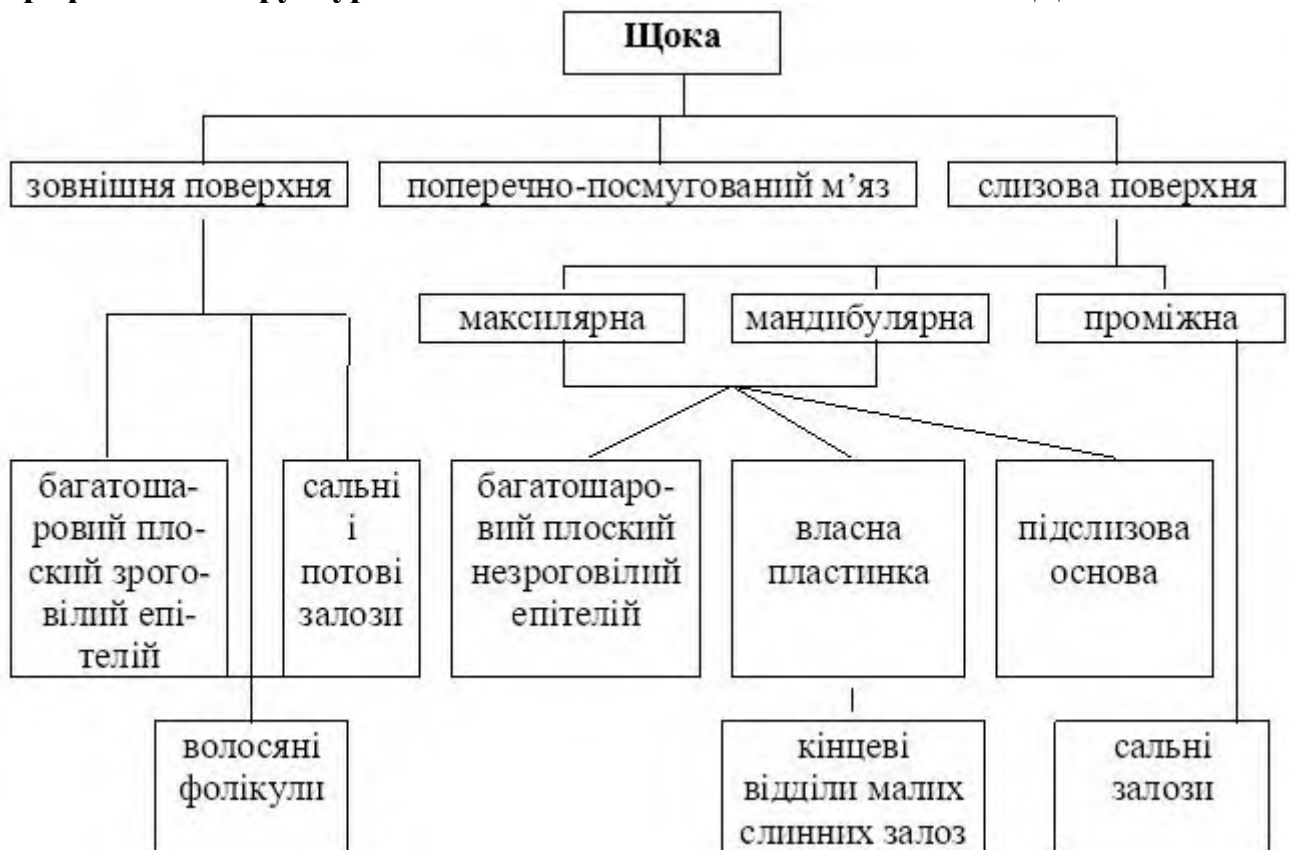 Щока
зовнішня поверхня
поперечно-посмугований м’яз
слизова поверхня
максилярна
мандибулярна
проміжна
багатоша-
ровий пло-
ский зрого-
вілий епі-
телій
сальні
і
потові
залози
багатошаро-
вий плоский
незроговілий
епітелій
власна
пластинка
підслизова
основа
волосяні
фолікули
кінцеві
відділи малих
слинних залоз
сальні
залози